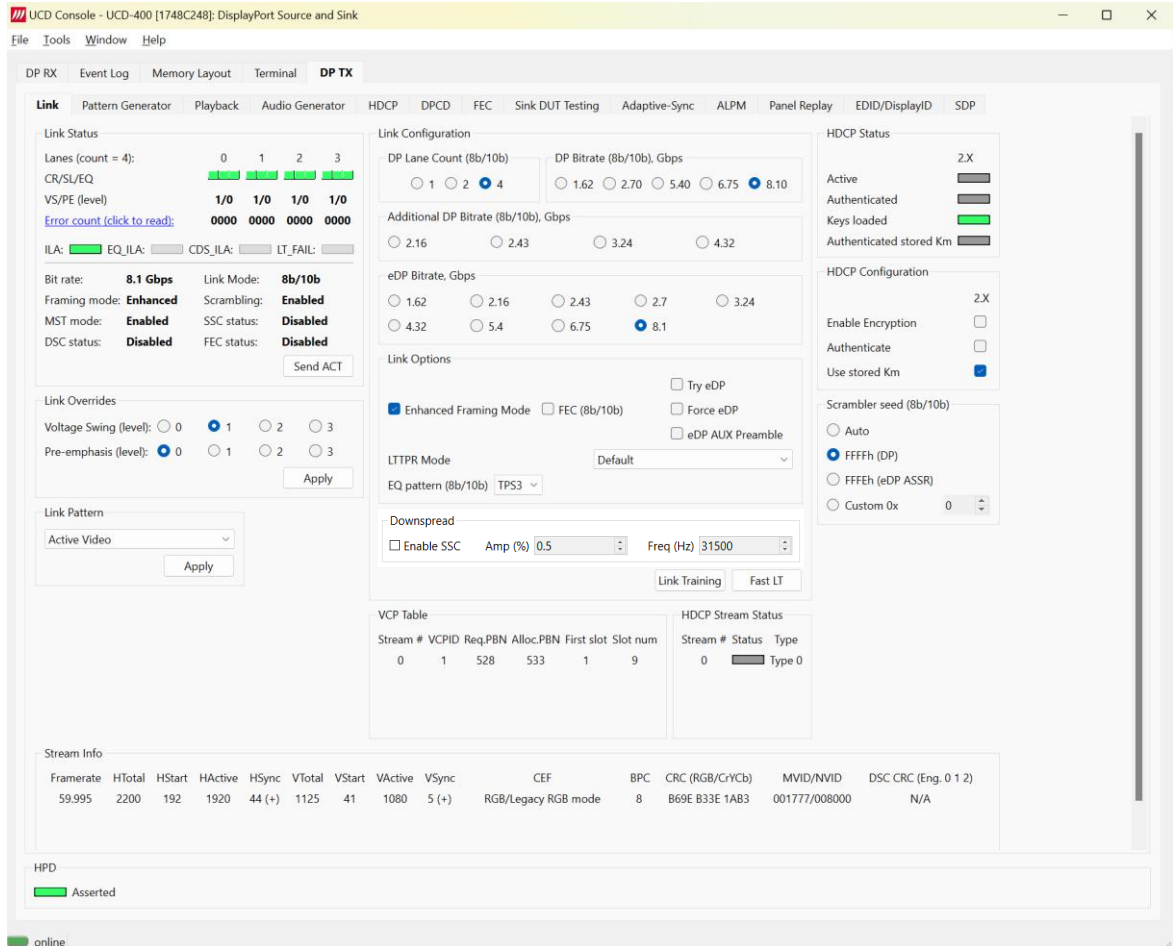 UCD Console - UCD-400 [1748C248]: DisplayPort Source and Sink
File Tools Window Help
DP RX Event Log Memory Layout Terminal DP TX
Link Pattern Generator Playback Audio Generator HDCP DPCD FEC Sink DUT Testing Adaptive-Sync ALPM Panel Replay EDID/DisplayID SDP
Link Status
Lanes (count = 4): 0 1 2 3
CR/SL/EQ
VS/PE (level) 1/0 1/0 1/0 1/0
Error count (click to read): 0000 0000 0000 0000
ILA: EQ_ILA: CDS_ILA: LT_FAIL:
Bit rate: 8.1 Gbps Link Mode: 8b/10b
Framing mode: Enhanced Scrambling: Enabled
MST mode: Enabled SSC status: Disabled
DSC status: Disabled FEC status: Disabled
Send ACT
Link Overrides
Voltage Swing (level): 0 1 2 3
Pre-emphasis (level): 0 1 2 3
Apply
Link Pattern
Active Video
Apply
Link Configuration
DP Lane Count (8b/10b)
1 2 4
DP Bitrate (8b/10b), Gbps
1.62 2.70 5.40 6.75 8.10
Additional DP Bitrate (8b/10b), Gbps
2.16 2.43 3.24 4.32
eDP Bitrate, Gbps
1.62 2.16 2.43 2.7 3.24
4.32 5.4 6.75 8.1
Link Options
Try eDP
Enhanced Framing Mode FEC (8b/10b) Force eDP
eDP AUX Preamble
LTTPR Mode Default
EQ pattern (8b/10b) TPS3
Downspread
Enable SSC Amp (%) 0.5 Freq (Hz) 31500
Link Training Fast LT
HDCP Status
2.X
Active
Authenticated
Keys loaded
Authenticated stored Km
HDCP Configuration
2.X
Enable Encryption
Authenticate
Use stored Km
Scrambler seed (8b/10b)
Auto
FFFFh (DP)
FFFEh (eDP ASSR)
Custom 0x 0
VCP Table
Stream # VCPID Req.PBN Alloc.PBN First slot Slot num
0 1 528 533 1 9
HDCP Stream Status
Stream # Status Type
0 Type 0
Stream Info
Framerate HTotal HStart HActive HSync VTotal VStart VActive VSync CEF BPC CRC (RGB/CrYCb) MVID/NVID DSC CRC (Eng. 0 1 2)
59.995 2200 192 1920 44 (+) 1125 41 1080 5 (+) RGB/Legacy RGB mode 8 B69E B33E 1AB3 001777/008000 N/A
HPD
Asserted
online